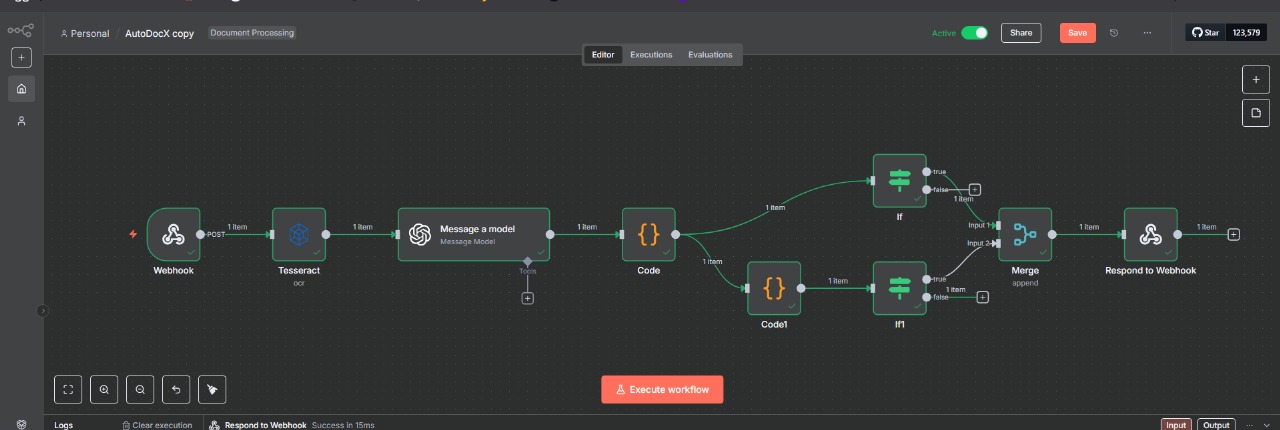 Personal / AutoDocX copy Document Processing
Active Share Save ... Star 123,579
Editor Executions Evaluations
Webhook
POST
1 item
Tesseract
ocr
1 item
Message a model
Message Model
Tools
1 item
Code
1 item
1 item
Code1
1 item
If
true
false
1 item
If1
true
false
1 item
Input 1
Input 2
Merge
append
1 item
Respond to Webhook
1 item
Execute workflow
Logs Clear execution Respond to Webhook Success in 15ms Input Output ...